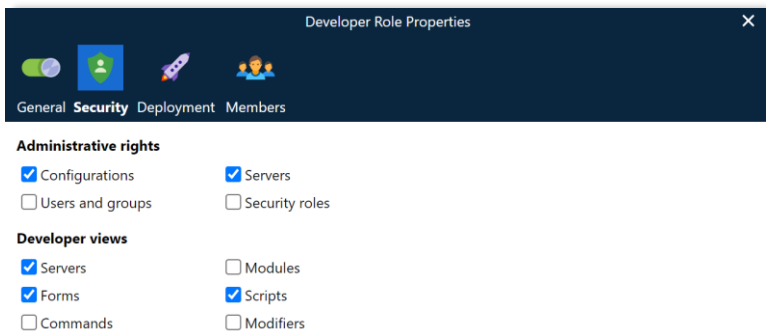 Developer Role Properties
General Security Deployment Members
Administrative rights
Configurations Servers
Users and groups Security roles
Developer views
Servers Modules
Forms Scripts
Commands Modifiers